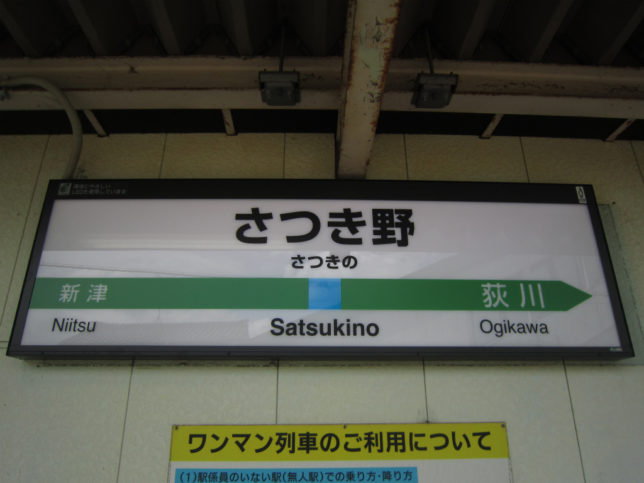 さつき野
さつきの
新津 荻川
Niitsu Satsukino Ogikawa
ワンマン列車のご利用について
(1)駅係員のいない駅(無人駅)での乗り方・降り方